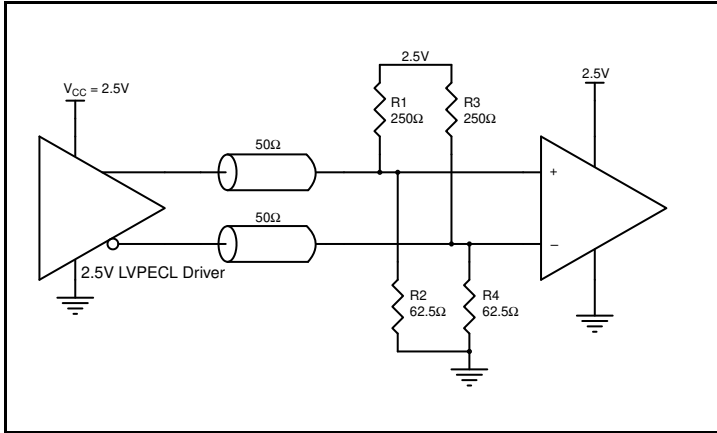 2.5V
V_CC = 2.5V
2.5V
R1
250Ω
R3
250Ω
50Ω
+
50Ω
–
2.5V LVPECL Driver
R2
62.5Ω
R4
62.5Ω